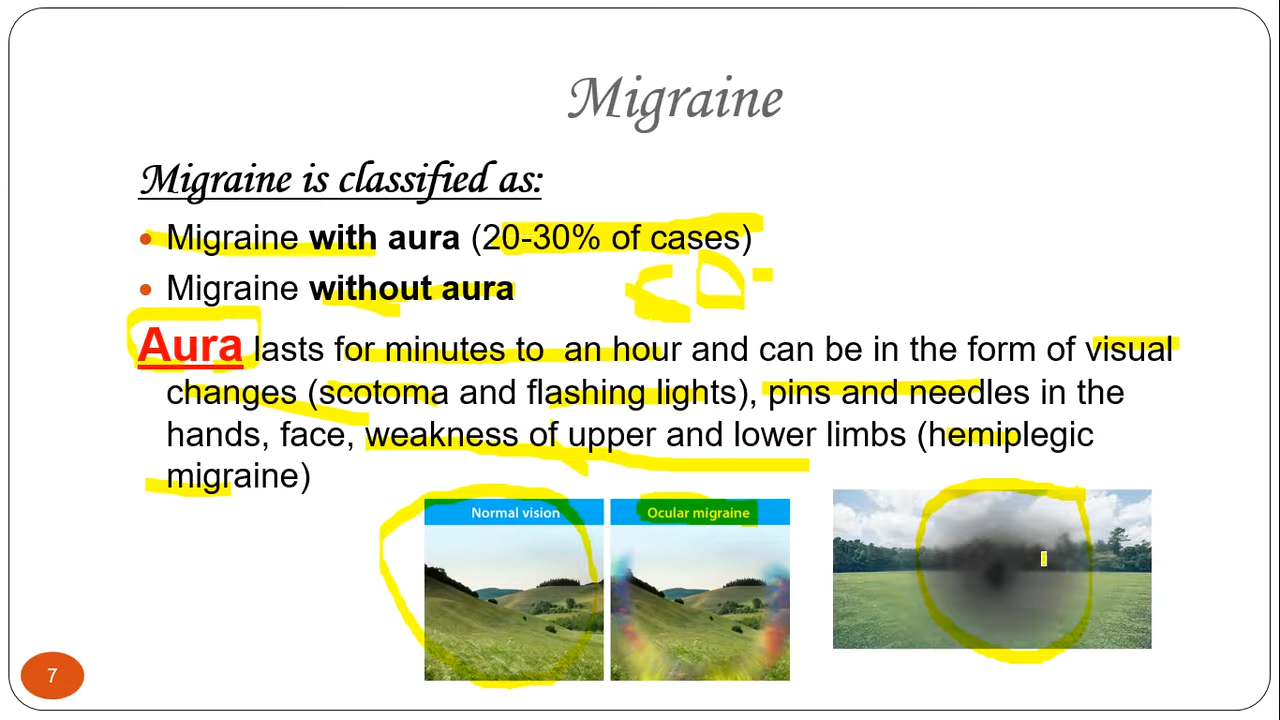 Migraine
Migraine is classified as:
• Migraine with aura (20-30% of cases)
• Migraine without aura
Aura lasts for minutes to an hour and can be in the form of visual
changes (scotoma and flashing lights), pins and needles in the
hands, face, weakness of upper and lower limbs (hemiplegic
migraine)
Normal vision
Ocular migraine
7